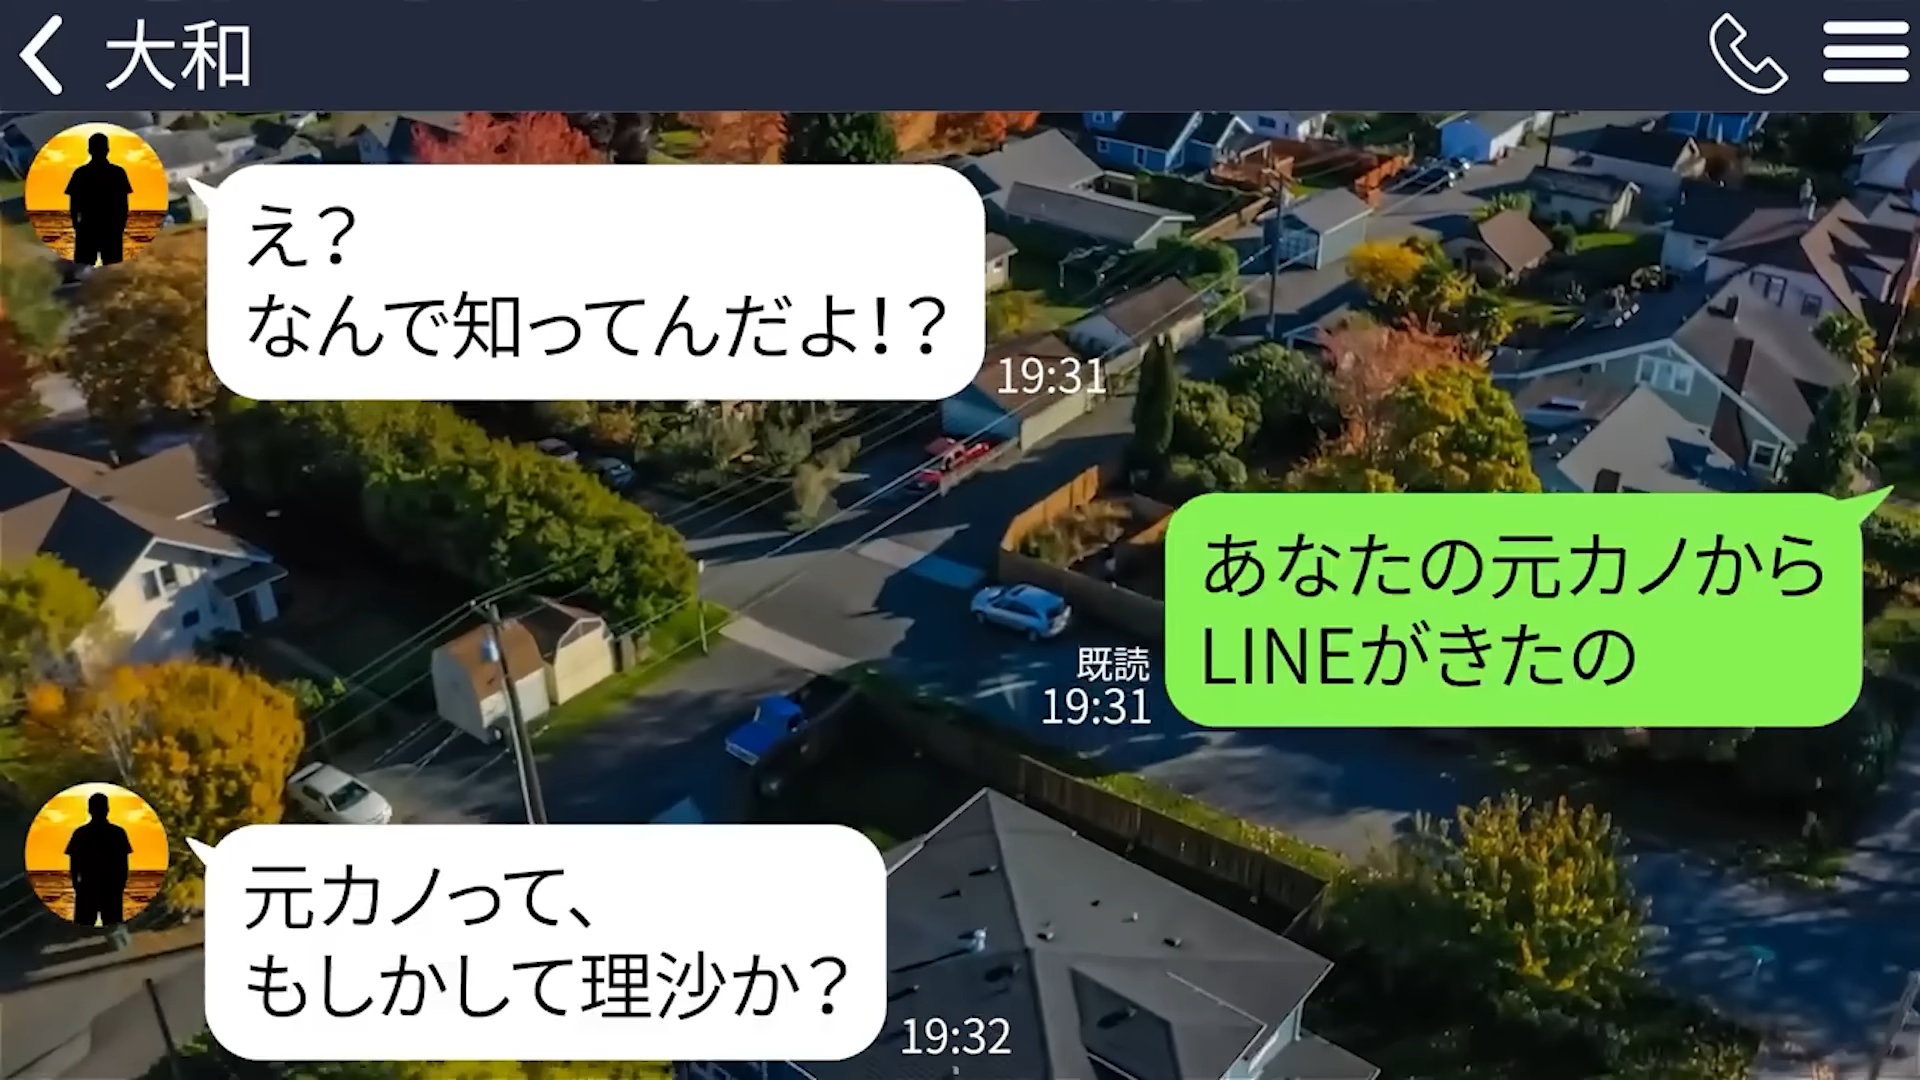 大和
え？
なんで知ってんだよ！？
19:31
あなたの元カノから
LINEがきたの
既読
19:31
元カノって、
もしかして理沙か？
19:32